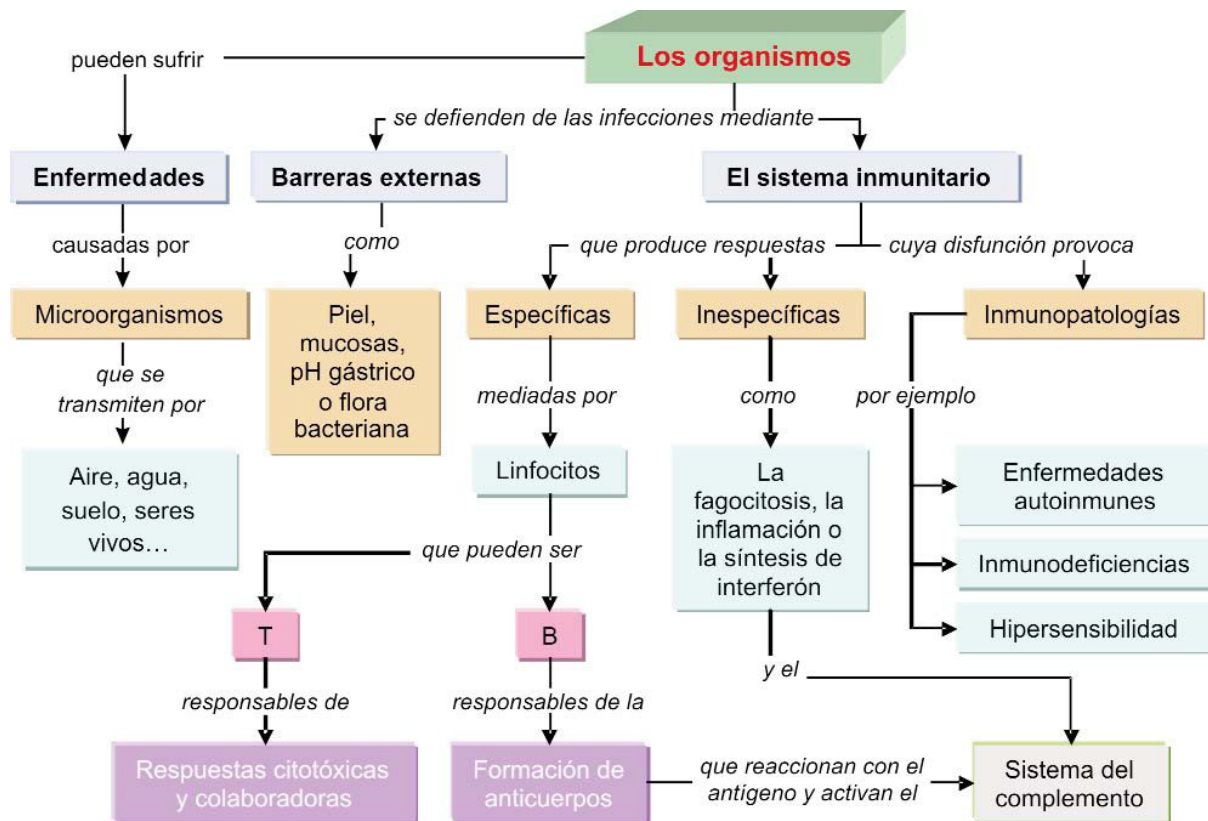 Los organismos
pueden sufrir
se defienden de las infecciones mediante
Enfermedades
Barreras externas
El sistema inmunitario
causadas por
como
que produce respuestas
cuya disfunción provoca
Microorganismos
Piel,
mucosas,
pH gástrico
o flora
bacteriana
Específicas
Inespecíficas
Inmunopatologías
que se
transmiten por
mediadas por
como
por ejemplo
Aire, agua,
suelo, seres
vivos…
Linfocitos
La
fagocitosis, la
inflamación o
la síntesis de
interferón
Enfermedades
autoinmunes
Inmunodeficiencias
Hipersensibilidad
que pueden ser
T
B
y el
responsables de
responsables de la
Respuestas citotóxicas
y colaboradoras
Formación de
anticuerpos
que reaccionan con el
antígeno y activan el
Sistema del
complemento